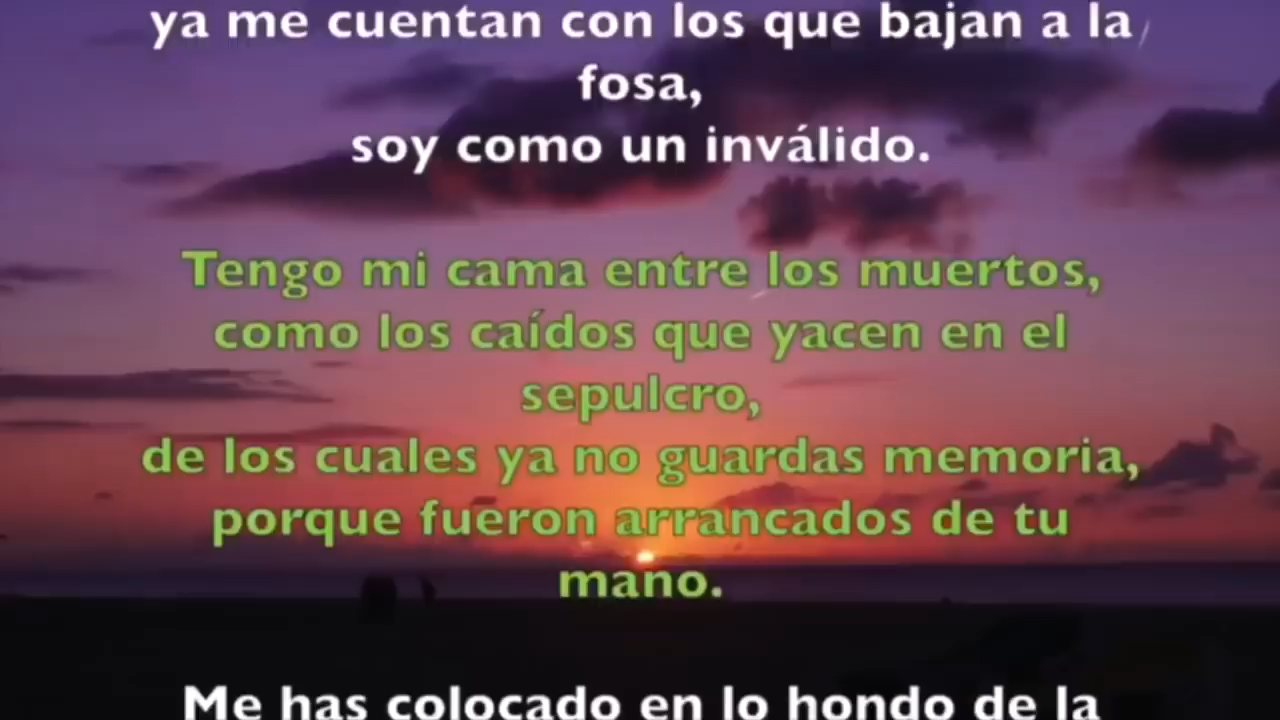 ya me cuentan con los que bajan a la
fosa,
soy como un inválido.
Tengo mi cama entre los muertos,
como los caídos que yacen en el
sepulcro,
de los cuales ya no guardas memoria,
porque fueron arrancados de tu
mano.
Me has colocado en lo hondo de la